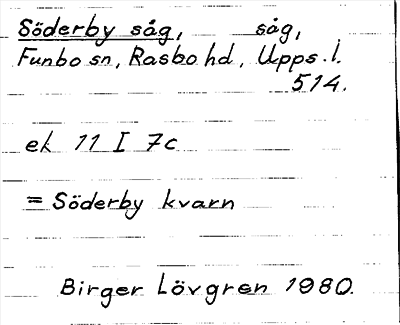 Söderby såg, såg,
Funbo sn, Rasbo hd, Upps. l.
514.
ek 11 I 7c
= Söderby kvarn
Birger Lövgren 1980.